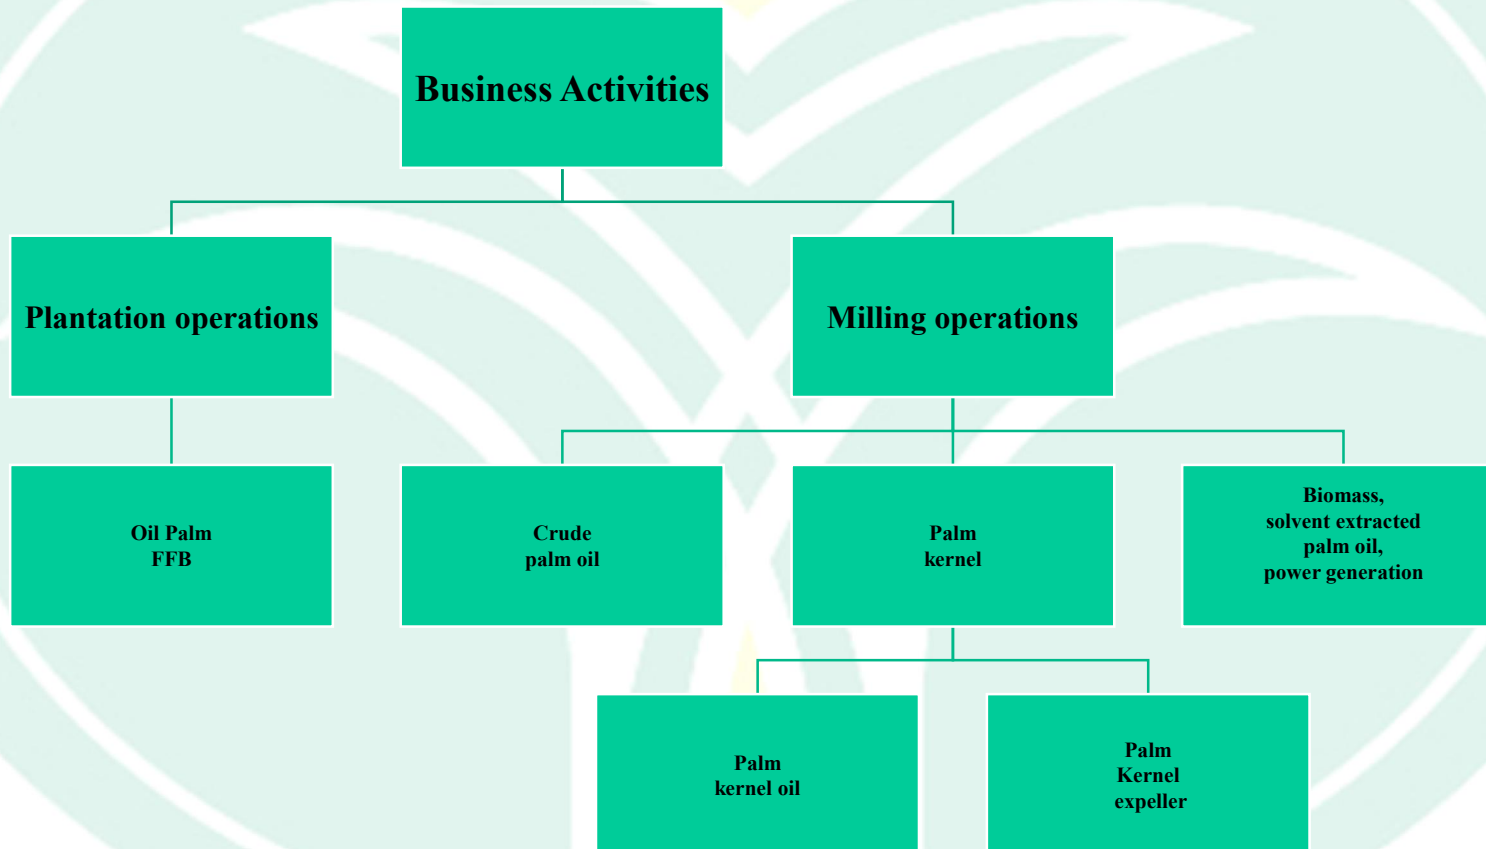 Business Activities
Plantation operations
Milling operations
Oil Palm
FFB
Crude
palm oil
Palm
kernel
Biomass,
solvent extracted
palm oil,
power generation
Palm
kernel oil
Palm
Kernel
expeller